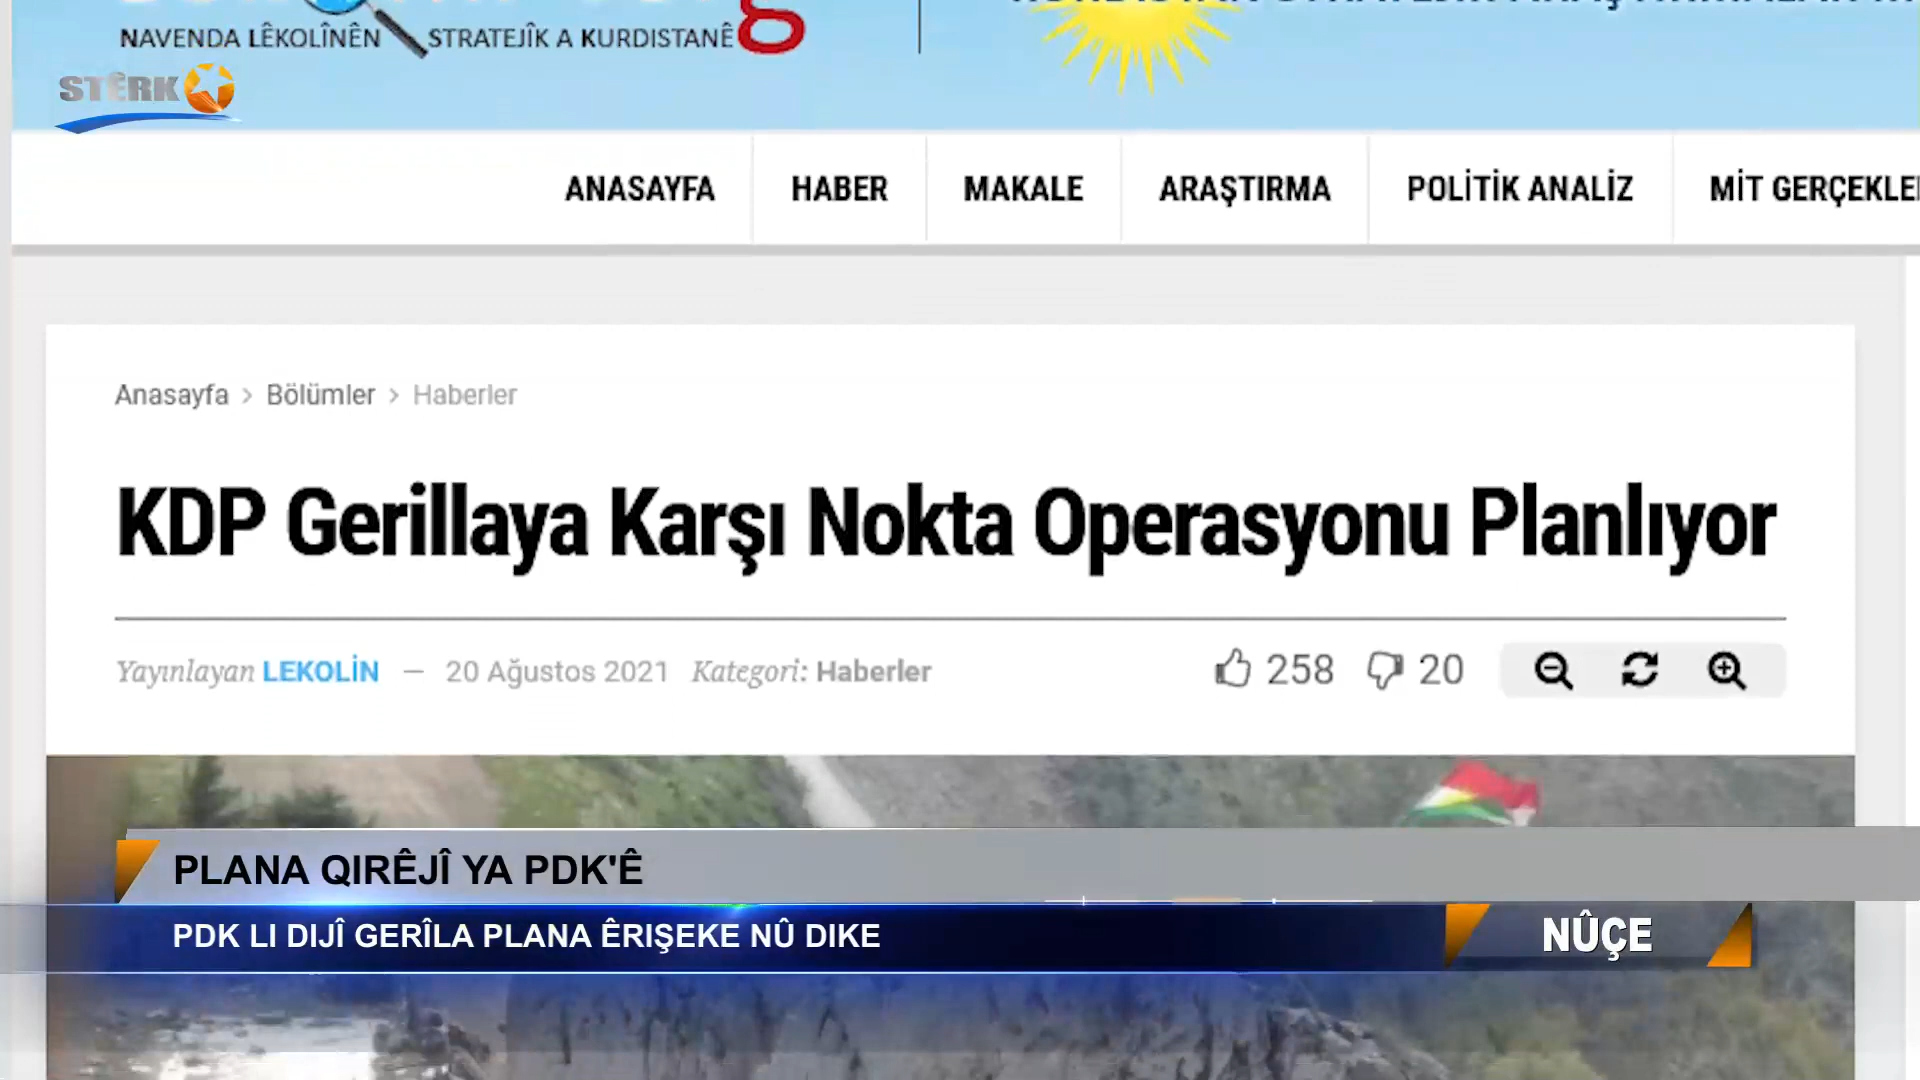 NAVENDA LÊKOLÎNÊN STRATEJÎK A KURDISTANÊ
STÊRK
ANASAYFA HABER MAKALE ARAŞTIRMA POLİTİK ANALİZ MİT
Anasayfa > Bölümler > Haberler
KDP Gerillaya Karşı Nokta Operasyonu Planlıyor
Yayınlayan LEKOLİN — 20 Ağustos 2021 Kategori: Haberler 258 20
PLANA QIRÊJÎ YA PDK'Ê
PDK LI DIJÎ GERÎLA PLANA ÊRIŞEKE NÛ DIKE
NÛÇE